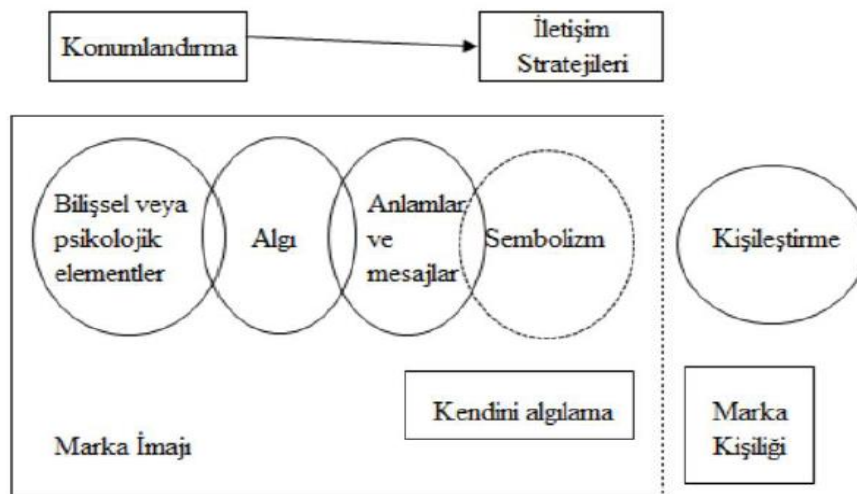 Konumlandırma
İletişim
Stratejileri
Bilişsel veya
psikolojik
elementler
Algı
Anlamlar
ve
mesajlar
Sembolizm
Kişileştirme
Kendini algılama
Marka İmajı
Marka
Kişiliği